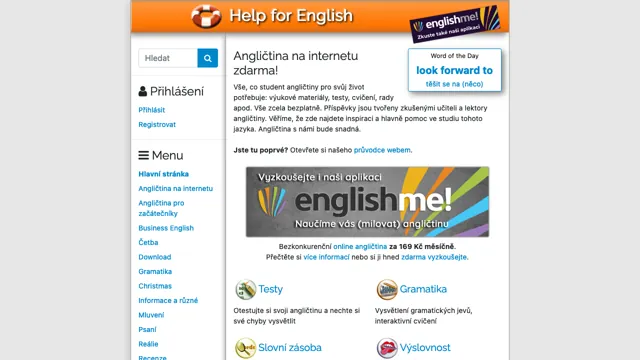 Help for English
englishme!
Zkuste také naši aplikaci
Hledat
Přihlášení
Přihlásit
Registrovat
Menu
Hlavní stránka
Angličtina na internetu
Angličtina pro
začátečníky
Business English
Četba
Download
Gramatika
Christmas
Informace a různé
Mluvení
Psaní
Reálie
Recenze
Angličtina na internetu
zdarma!
Word of the Day
look forward to
těšit se na (něco)
Vše, co student angličtiny pro svůj život
potřebuje: výukové materiály, testy, cvičení, rady
apod. Vše zcela bezplatně. Příspěvky jsou tvořeny zkušenými učiteli a lektory
angličtiny. Věříme, že zde najdete inspiraci a hlavně pomoc ve studiu tohoto
jazyka. Angličtina s námi bude snadná.
Jste tu poprvé? Otevřete si našeho průvodce webem.
Vyzkoušejte i naši aplikaci
englishme!
Naučíme vás (milovat) angličtinu
Bezkonkurenční online angličtina za 169 Kč měsíčně.
Přečtěte si více informací nebo si ji hned zdarma vyzkoušejte.
Testy
Otestujte si svoji angličtinu a nechte si
své chyby vysvětlit
Gramatika
Vysvětlení gramatických jevů,
interaktivní cvičení
Slovní zásoba
Výslovnost